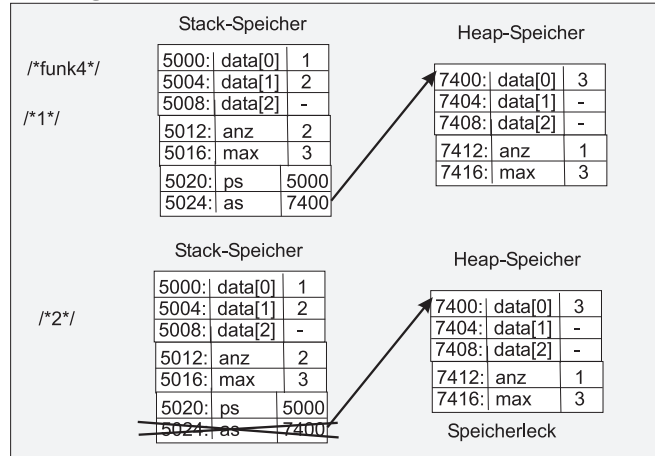 Stack-Speicher
Heap-Speicher
/*funk4*/
/*1*/
5000: data[0] 1
5004: data[1] 2
5008: data[2] -
5012: anz 2
5016: max 3
5020: ps 5000
5024: as 7400
7400: data[0] 3
7404: data[1] -
7408: data[2] -
7412: anz 1
7416: max 3
Stack-Speicher
Heap-Speicher
/*2*/
5000: data[0] 1
5004: data[1] 2
5008: data[2] -
5012: anz 2
5016: max 3
5020: ps 5000
5024: as 7400
7400: data[0] 3
7404: data[1] -
7408: data[2] -
7412: anz 1
7416: max 3
Speicherleck